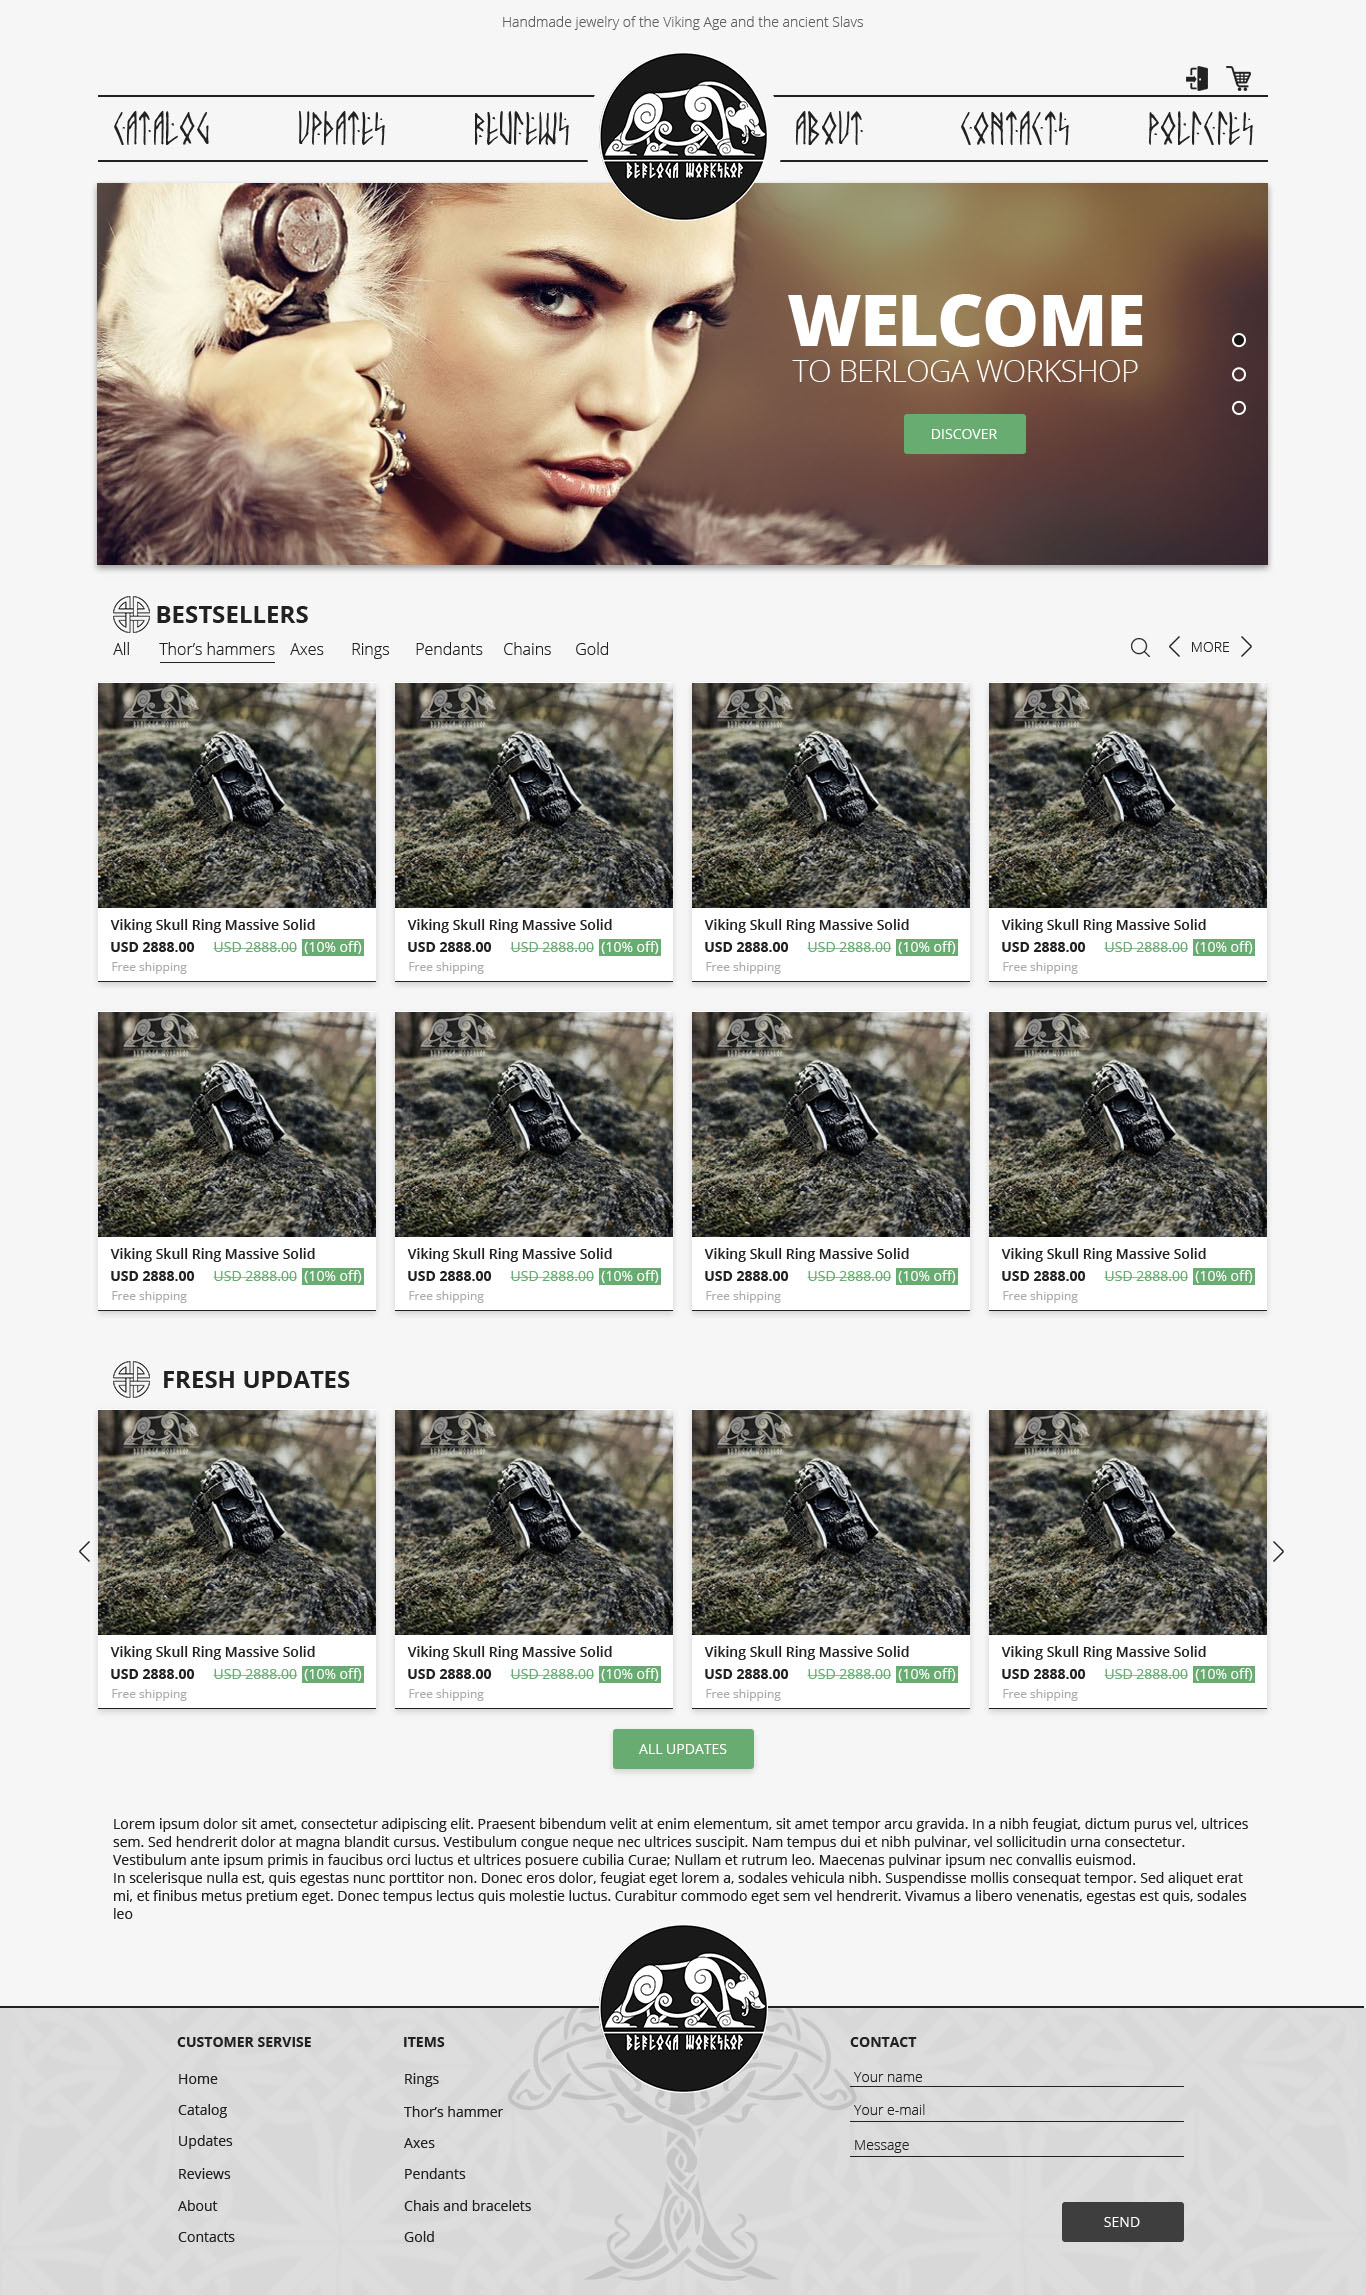 Handmade jewelry of the Viking Age and the ancient Slavs
CATALOG UPDATES REVIEWS ABOUT CONTACTS POLICIES
BERLOGA WORKSHOP
WELCOME
TO BERLOGA WORKSHOP
DISCOVER
BESTSELLERS
All Thor's hammers Axes Rings Pendants Chains Gold MORE
Viking Skull Ring Massive Solid Viking Skull Ring Massive Solid Viking Skull Ring Massive Solid Viking Skull Ring Massive Solid
USD 2888.00 USD 2888.00 (10% off) USD 2888.00 USD 2888.00 (10% off) USD 2888.00 USD 2888.00 (10% off) USD 2888.00 USD 2888.00 (10% off)
Free shipping Free shipping Free shipping Free shipping
Viking Skull Ring Massive Solid Viking Skull Ring Massive Solid Viking Skull Ring Massive Solid Viking Skull Ring Massive Solid
USD 2888.00 USD 2888.00 (10% off) USD 2888.00 USD 2888.00 (10% off) USD 2888.00 USD 2888.00 (10% off) USD 2888.00 USD 2888.00 (10% off)
Free shipping Free shipping Free shipping Free shipping
FRESH UPDATES
Viking Skull Ring Massive Solid Viking Skull Ring Massive Solid Viking Skull Ring Massive Solid Viking Skull Ring Massive Solid
USD 2888.00 USD 2888.00 (10% off) USD 2888.00 USD 2888.00 (10% off) USD 2888.00 USD 2888.00 (10% off) USD 2888.00 USD 2888.00 (10% off)
Free shipping Free shipping Free shipping Free shipping
ALL UPDATES
Lorem ipsum dolor sit amet, consectetur adipiscing elit. Praesent bibendum velit at enim elementum, sit amet tempor arcu gravida. In a nibh feugiat, dictum purus vel, ultrices
sem. Sed hendrerit dolor at magna blandit cursus. Vestibulum congue neque nec ultrices suscipit. Nam tempus dui et nibh pulvinar, vel sollicitudin urna consectetur.
Vestibulum ante ipsum primis in faucibus orci luctus et ultrices posuere cubilia Curae; Nullam et rutrum leo. Maecenas pulvinar ipsum nec convallis euismod.
In scelerisque nulla est, quis egestas nunc porttitor non. Donec eros dolor, feugiat eget lorem a, sodales vehicula nibh. Suspendisse mollis consequat tempor. Sed aliquet erat
mi, et finibus metus pretium eget. Donec tempus lectus quis molestie luctus. Curabitur commodo eget sem vel hendrerit. Vivamus a libero venenatis, egestas est quis, sodales
leo
BERLOGA WORKSHOP
CUSTOMER SERVISE
Home
Catalog
Updates
Reviews
About
Contacts
ITEMS
Rings
Thor's hammer
Axes
Pendants
Chais and bracelets
Gold
CONTACT
Your name
Your e-mail
Message
SEND